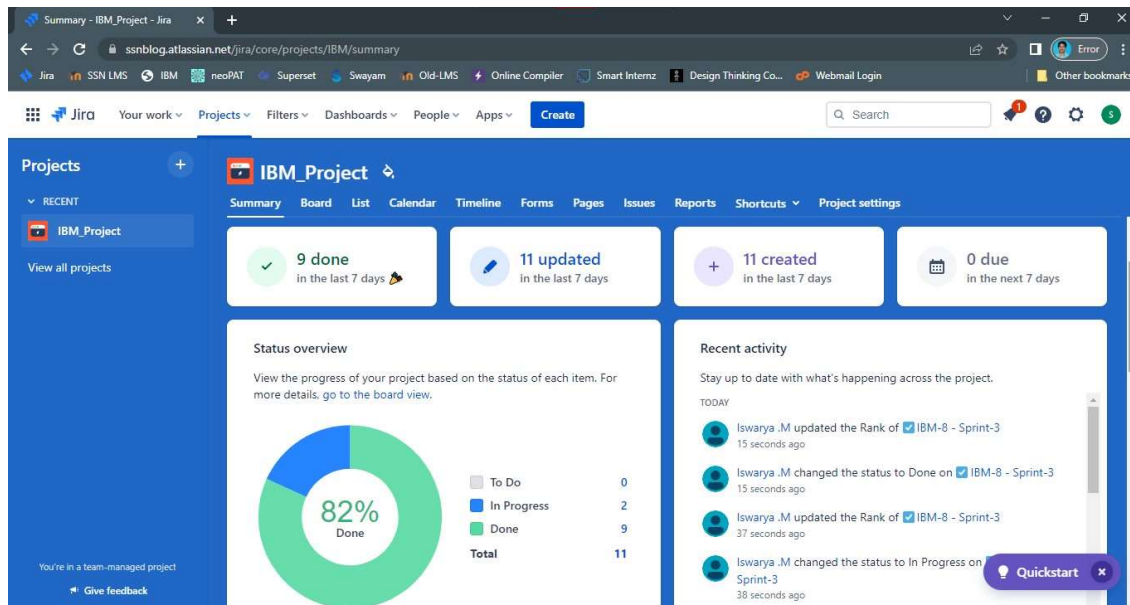 Summary - IBM_Project - Jira
ssnblog.atlassian.net/jira/core/projects/IBM/summary
Error
Jira
SSN LMS
IBM
neoPAT
Superset
Swayam
Old-LMS
Online Compiler
Smart Internz
Design Thinking Co...
Webmail Login
Other bookmarks
Jira
Your work
Projects
Filters
Dashboards
People
Apps
Create
Search
1
S
Projects
RECENT
IBM_Project
View all projects
You're in a team-managed project
Give feedback
IBM_Project
Summary
Board
List
Calendar
Timeline
Forms
Pages
Issues
Reports
Shortcuts
Project settings
9 done
in the last 7 days
11 updated
in the last 7 days
11 created
in the last 7 days
0 due
in the next 7 days
Status overview
View the progress of your project based on the status of each item. For
more details, go to the board view.
82%
Done
To Do 0
In Progress 2
Done 9
Total 11
Recent activity
Stay up to date with what's happening across the project.
TODAY
Iswarya .M updated the Rank of IBM-8 - Sprint-3
15 seconds ago
Iswarya .M changed the status to Done on IBM-8 - Sprint-3
15 seconds ago
Iswarya .M updated the Rank of IBM-8 - Sprint-3
37 seconds ago
Iswarya .M changed the status to In Progress on
Sprint-3
38 seconds ago
Quickstart